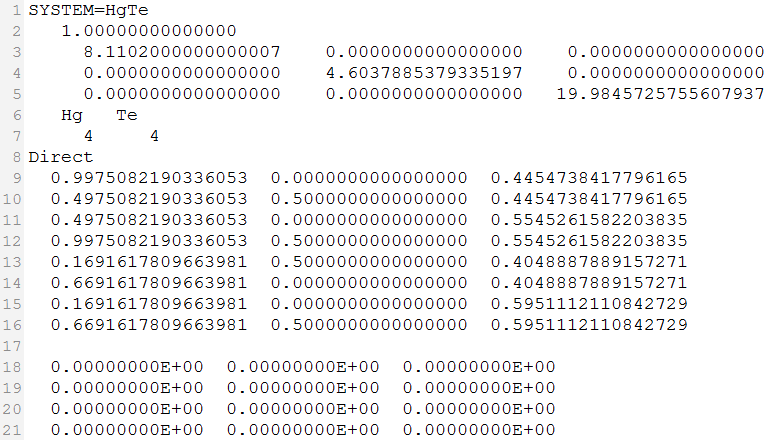 1 SYSTEM=HgTe
2 1.00000000000000
3 8.1102000000000007 0.0000000000000000 0.0000000000000000
4 0.0000000000000000 4.6037885379335197 0.0000000000000000
5 0.0000000000000000 0.0000000000000000 19.9845725755607937
6 Hg Te
7 4 4
8 Direct
9 0.9975082190336053 0.0000000000000000 0.4454738417796165
10 0.4975082190336053 0.5000000000000000 0.4454738417796165
11 0.4975082190336053 0.0000000000000000 0.5545261582203835
12 0.9975082190336053 0.5000000000000000 0.5545261582203835
13 0.1691617809663981 0.5000000000000000 0.4048887889157271
14 0.6691617809663981 0.0000000000000000 0.4048887889157271
15 0.1691617809663981 0.0000000000000000 0.5951112110842729
16 0.6691617809663981 0.5000000000000000 0.5951112110842729
17
18 0.00000000E+00 0.00000000E+00 0.00000000E+00
19 0.00000000E+00 0.00000000E+00 0.00000000E+00
20 0.00000000E+00 0.00000000E+00 0.00000000E+00
21 0.00000000E+00 0.00000000E+00 0.00000000E+00